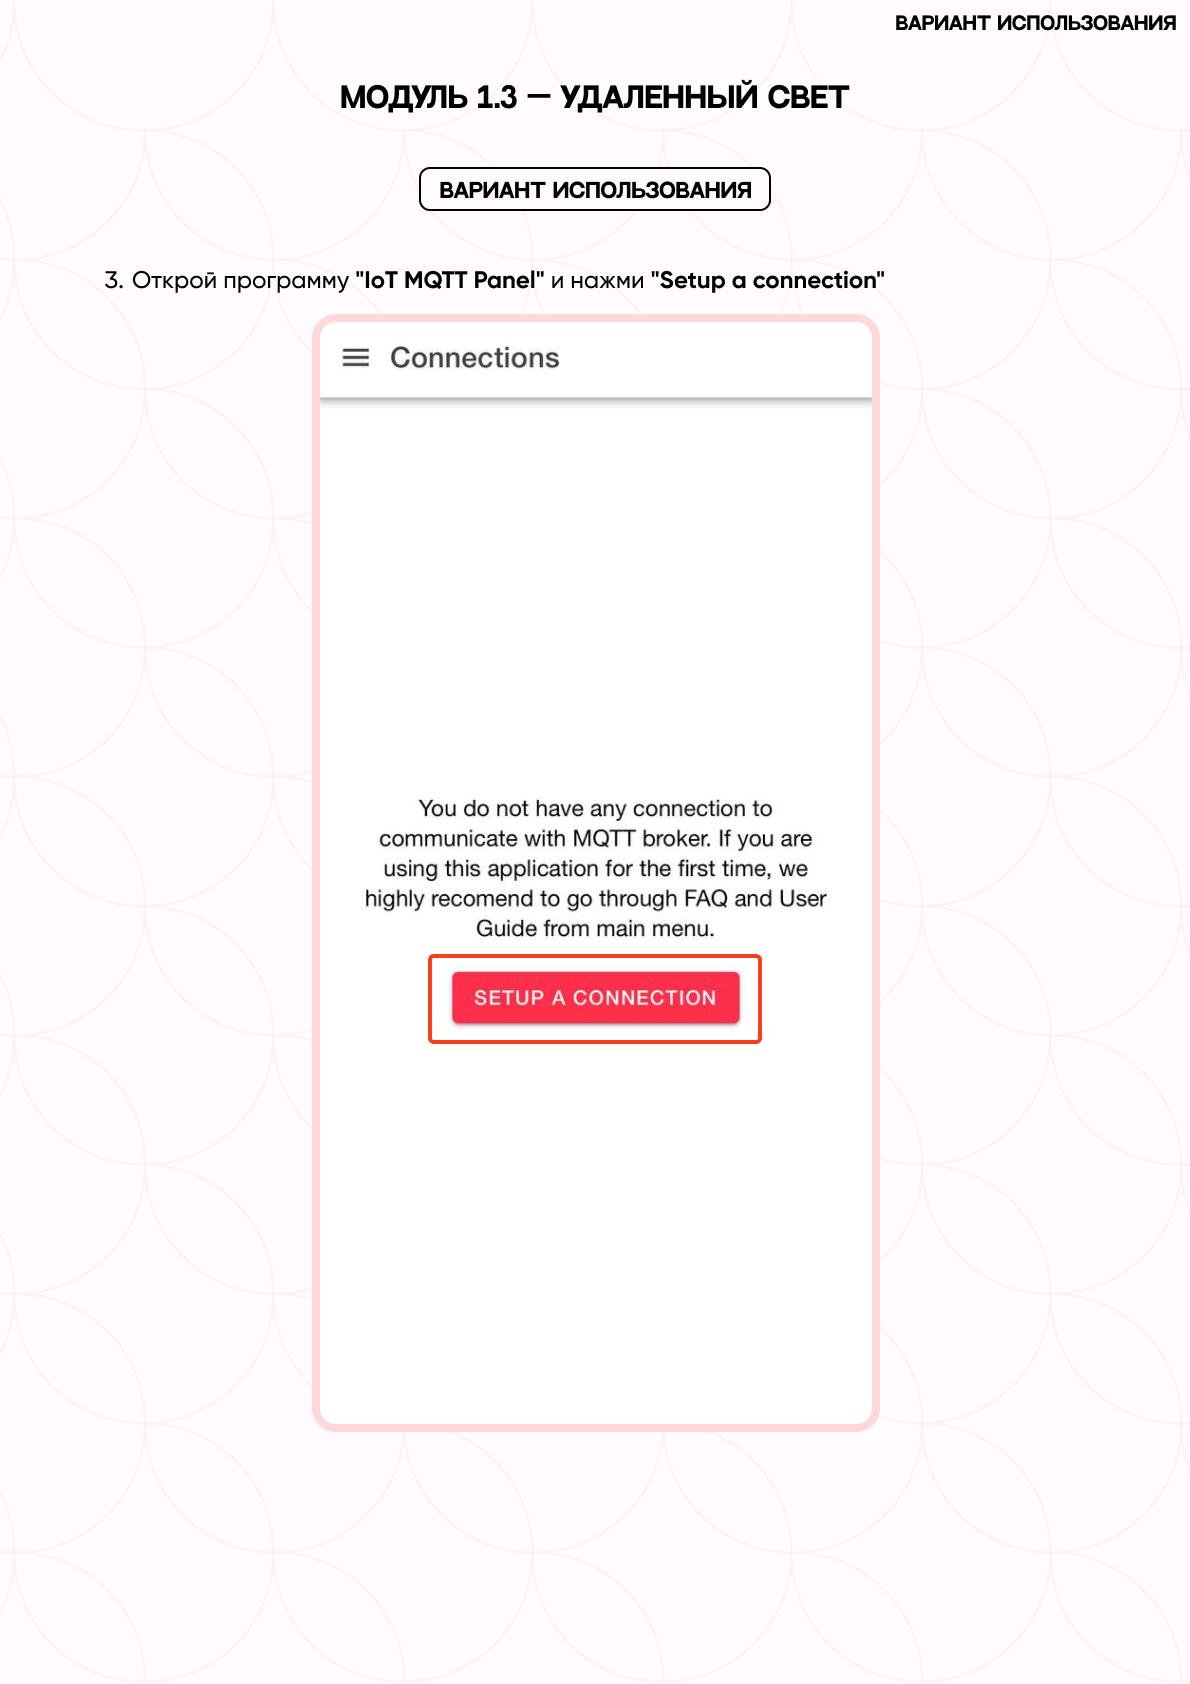 ВАРИАНТ ИСПОЛЬЗОВАНИЯ
МОДУЛЬ 1.3 — УДАЛЕННЫЙ СВЕТ
ВАРИАНТ ИСПОЛЬЗОВАНИЯ
3. Открой программу "IoT MQTT Panel" и нажми "Setup a connection"
Connections
You do not have any connection to
communicate with MQTT broker. If you are
using this application for the first time, we
highly recomend to go through FAQ and User
Guide from main menu.
SETUP A CONNECTION